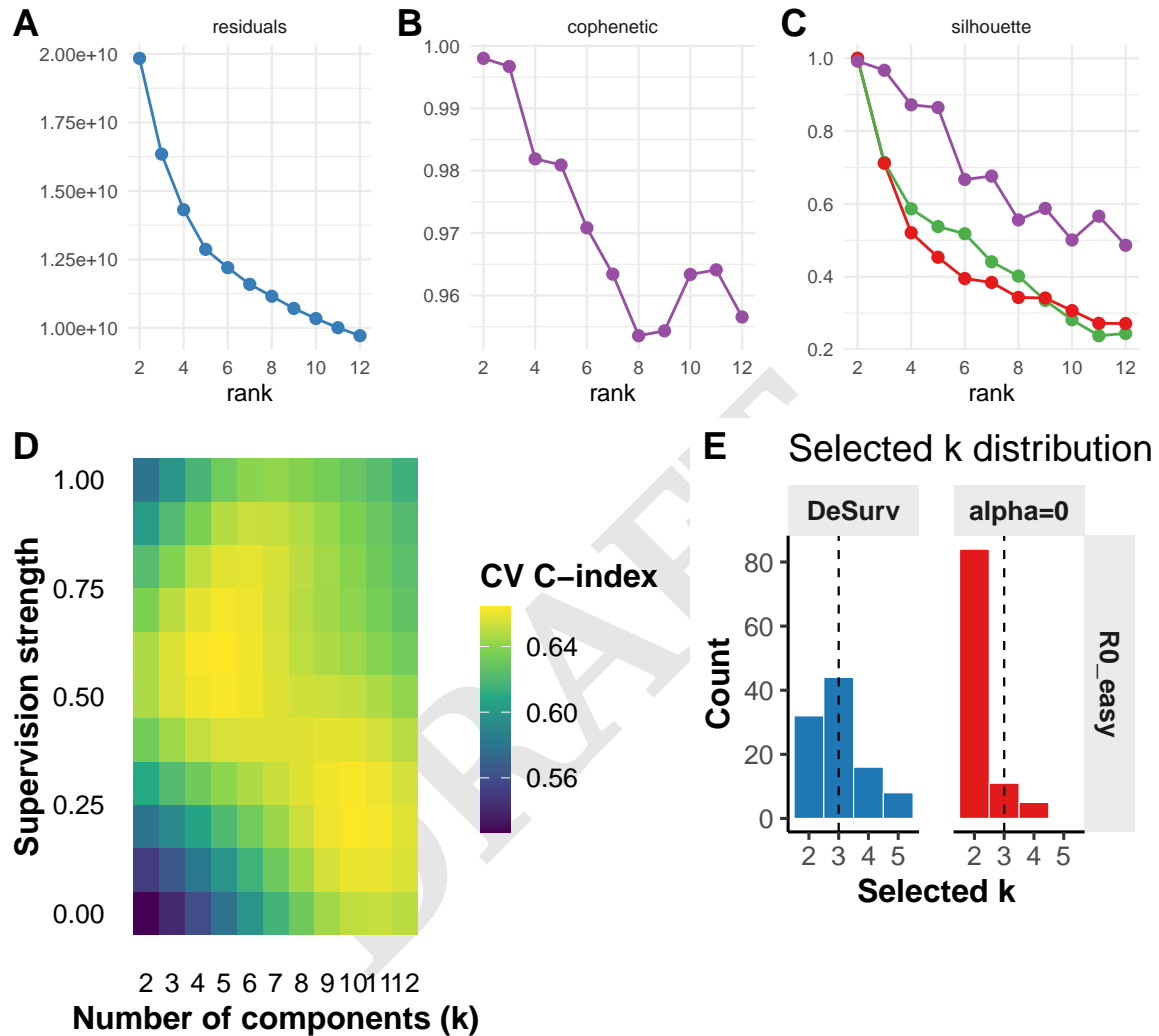 A
residuals
2.00e+10
1.75e+10
1.50e+10
1.25e+10
1.00e+10
2 4 6 8 10 12
rank
B
cophenetic
1.00
0.99
0.98
0.97
0.96
2 4 6 8 10 12
rank
C
silhouette
1.0
0.8
0.6
0.4
0.2
2 4 6 8 10 12
rank
D
Supervision strength
1.00
0.75
0.50
0.25
0.00
2 3 4 5 6 7 8 9 10 11 12
Number of components (k)
CV C−index
0.64
0.60
0.56
E
Selected k distribution
DeSurv
alpha=0
R0_easy
Count
80
60
40
20
0
2 3 4 5
2 3 4 5
Selected k
DRAFT